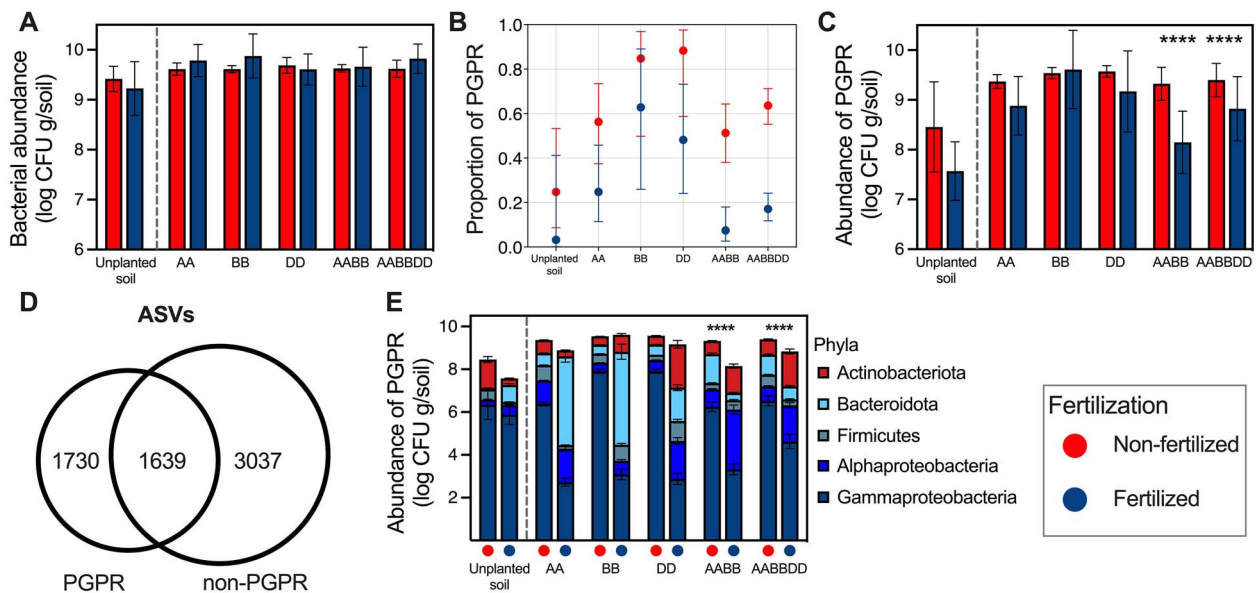 A
Bacterial abundance
(log CFU g/soil)
10
9
8
7
6
Unplanted
soil
AA
BB
DD
AABB
AABBDD
B
Proportion of PGPR
1.0
0.8
0.6
0.4
0.2
0.0
Unplanted
soil
AA
BB
DD
AABB
AABBDD
C
Abundance of PGPR
(log CFU g/soil)
10
9
8
7
6
**** ****
Unplanted
soil
AA
BB
DD
AABB
AABBDD
D
ASVs
1730 1639 3037
PGPR non-PGPR
E
Abundance of PGPR
(log CFU g/soil)
10
8
6
4
2
**** ****
Unplanted
soil
AA
BB
DD
AABB
AABBDD
Phyla
Actinobacteriota
Bacteroidota
Firmicutes
Alphaproteobacteria
Gammaproteobacteria
Fertilization
Non-fertilized
Fertilized